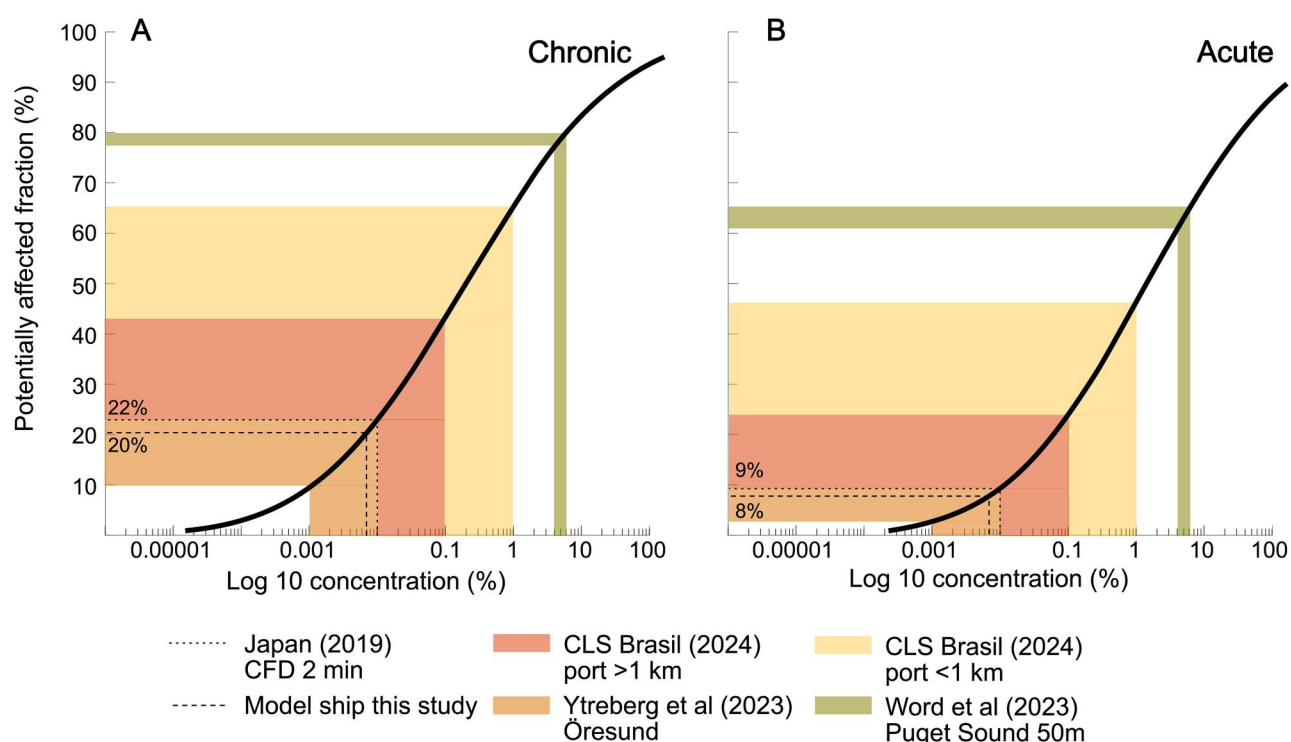 A
Chronic
Potentially affected fraction (%)
100
90
80
70
60
50
40
30
20
10
22%
20%
0.00001
0.001
0.1
1
10
100
Log 10 concentration (%)
B
Acute
9%
8%
0.00001
0.001
0.1
1
10
100
Log 10 concentration (%)
Japan (2019)
CFD 2 min
CLS Brasil (2024)
port >1 km
CLS Brasil (2024)
port <1 km
Model ship this study
Ytreberg et al (2023)
Öresund
Word et al (2023)
Puget Sound 50m